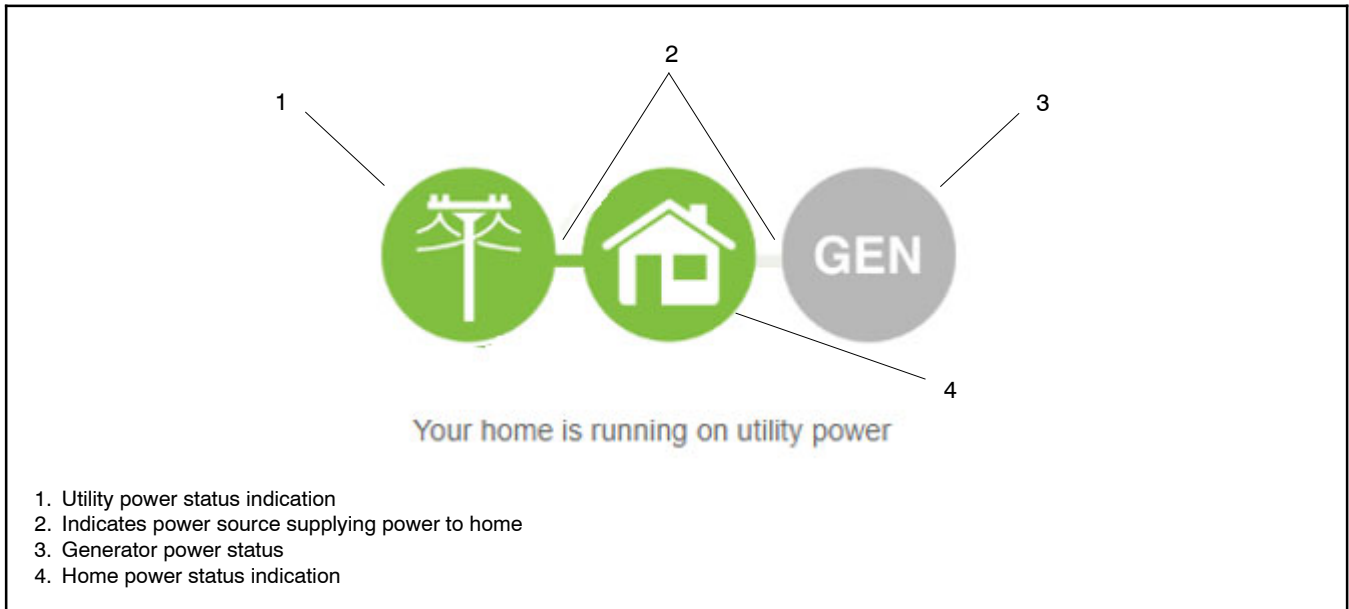 2
1
3
GEN
4
Your home is running on utility power
1. Utility power status indication
2. Indicates power source supplying power to home
3. Generator power status
4. Home power status indication